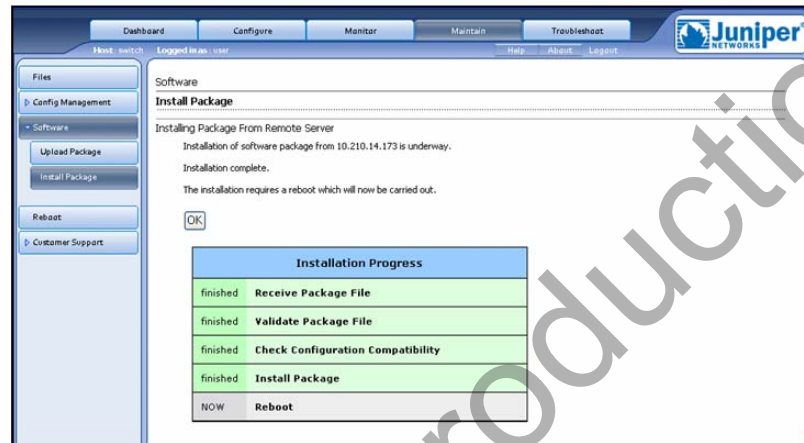 Dashboard Configure Monitor Maintain Troubleshoot
Juniper
NETWORKS
Host: switch Logged in as: user Help About Logout
Files
Config Management
Software
Upload Package
Install Package
Reboot
Customer Support
Software
Install Package
Installing Package From Remote Server
Installation of software package from 10.210.14.173 is underway.
Installation complete.
The installation requires a reboot which will now be carried out.
OK
Installation Progress
finished Receive Package File
finished Validate Package File
finished Check Configuration Compatibility
finished Install Package
NOW Reboot
roductio